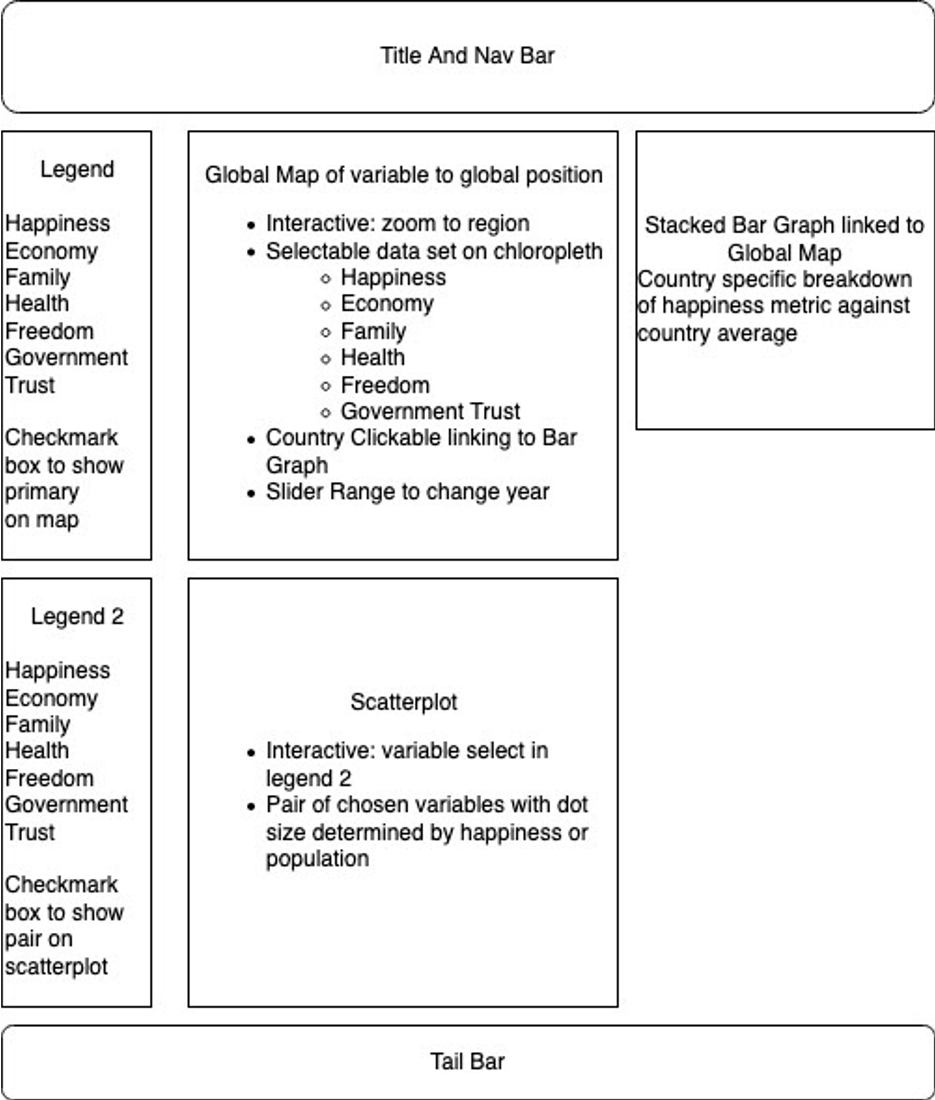 Title And Nav Bar
Legend
Happiness
Economy
Family
Health
Freedom
Government
Trust
Checkmark
box to show
primary
on map
Global Map of variable to global position
• Interactive: zoom to region
• Selectable data set on chloropleth
○ Happiness
○ Economy
○ Family
○ Health
○ Freedom
○ Government Trust
• Country Clickable linking to Bar
Graph
• Slider Range to change year
Stacked Bar Graph linked to
Global Map
Country specific breakdown
of happiness metric against
country average
Legend 2
Happiness
Economy
Family
Health
Freedom
Government
Trust
Checkmark
box to show
pair on
scatterplot
Scatterplot
• Interactive: variable select in
legend 2
• Pair of chosen variables with dot
size determined by happiness or
population
Tail Bar